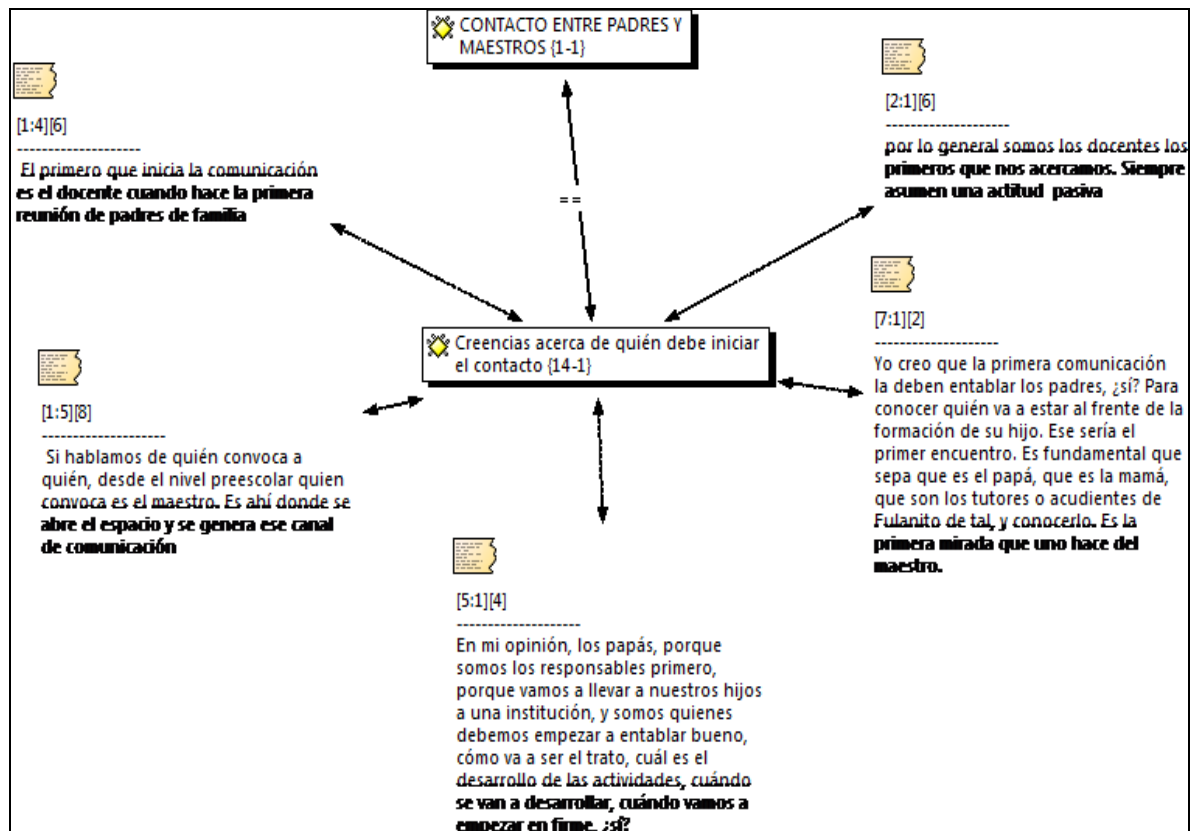 CONTACTO ENTRE PADRES Y
MAESTROS {1-1}
[1:4][6]
--------------------
El primero que inicia la comunicación
es el docente cuando hace la primera
reunión de padres de familia
[2:1][6]
--------------------
por lo general somos los docentes los
primeros que nos acercamos. Siempre
asumen una actitud pasiva
==
[7:1][2]
--------------------
Yo creo que la primera comunicación
la deben entablar los padres, ¿sí? Para
conocer quién va a estar al frente de la
formación de su hijo. Ese sería el
primer encuentro. Es fundamental que
sepa que es el papá, que es la mamá,
que son los tutores o acudientes de
Fulanito de tal, y conocerlo. Es la
primera mirada que uno hace del
maestro.
Creencias acerca de quién debe iniciar
el contacto {14-1}
[1:5][8]
--------------------
Si hablamos de quién convoca a
quién, desde el nivel preescolar quien
convoca es el maestro. Es ahí donde se
abre el espacio y se genera ese canal
de comunicación
[5:1][4]
--------------------
En mi opinión, los papás, porque
somos los responsables primero,
porque vamos a llevar a nuestros hijos
a una institución, y somos quienes
debemos empezar a entablar bueno,
cómo va a ser el trato, cuál es el
desarrollo de las actividades, cuándo
se van a desarrollar, cuándo vamos a
empezar en firme, ¿sí?